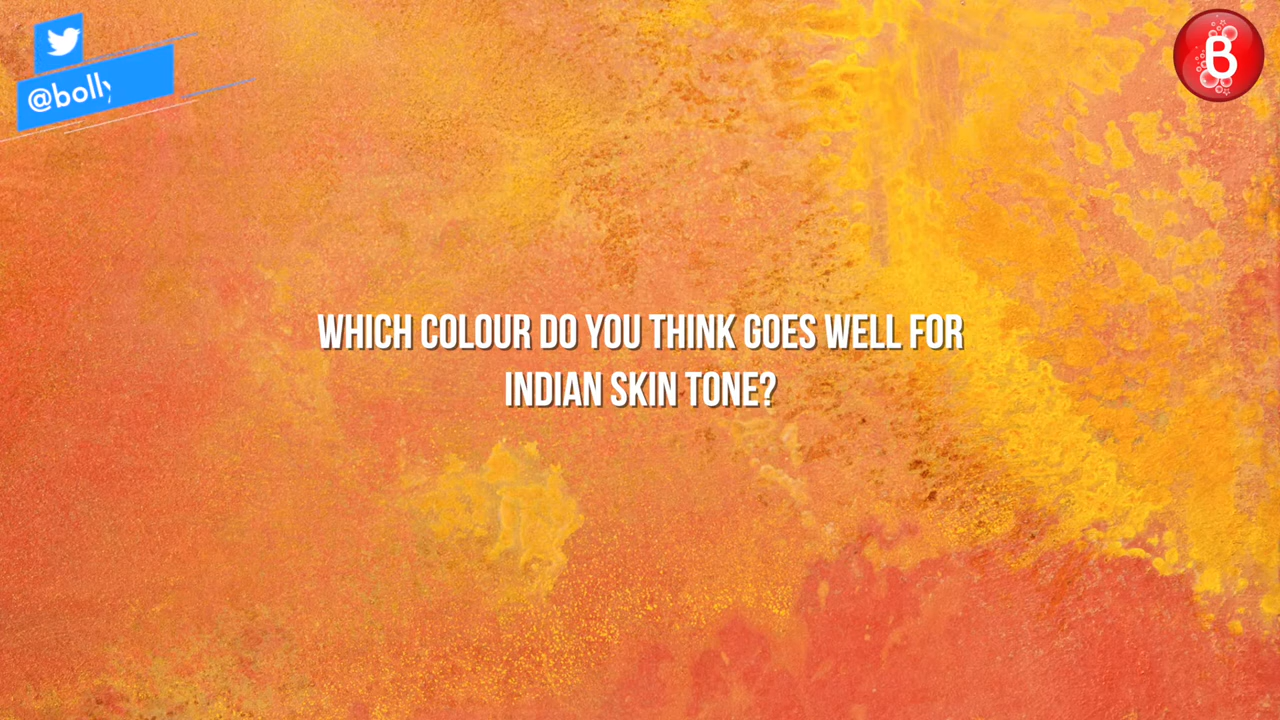 @bolly
B
WHICH COLOUR DO YOU THINK GOES WELL FOR
INDIAN SKIN TONE?